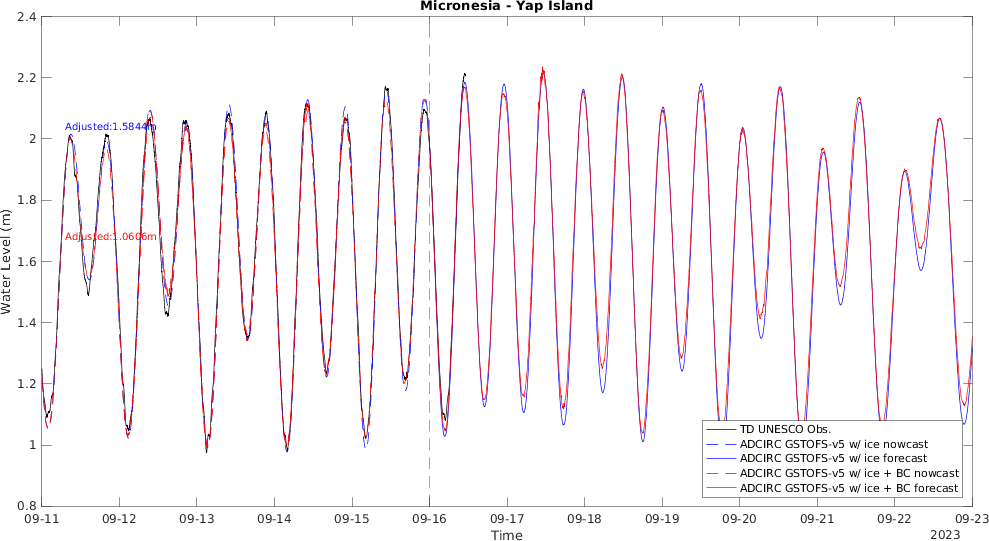 Micronesia - Yap Island
2.4
2.2
2
1.8
1.6
1.4
1.2
1
0.8
Water Level (m)
Adjusted:1.5844m
Adjusted:1.0606m
TD UNESCO Obs.
ADCIRC GSTOFS-v5 w/ ice nowcast
ADCIRC GSTOFS-v5 w/ ice forecast
ADCIRC GSTOFS-v5 w/ ice + BC nowcast
ADCIRC GSTOFS-v5 w/ ice + BC forecast
09-11 09-12 09-13 09-14 09-15 09-16 09-17 09-18 09-19 09-20 09-21 09-22 09-23
Time
2023